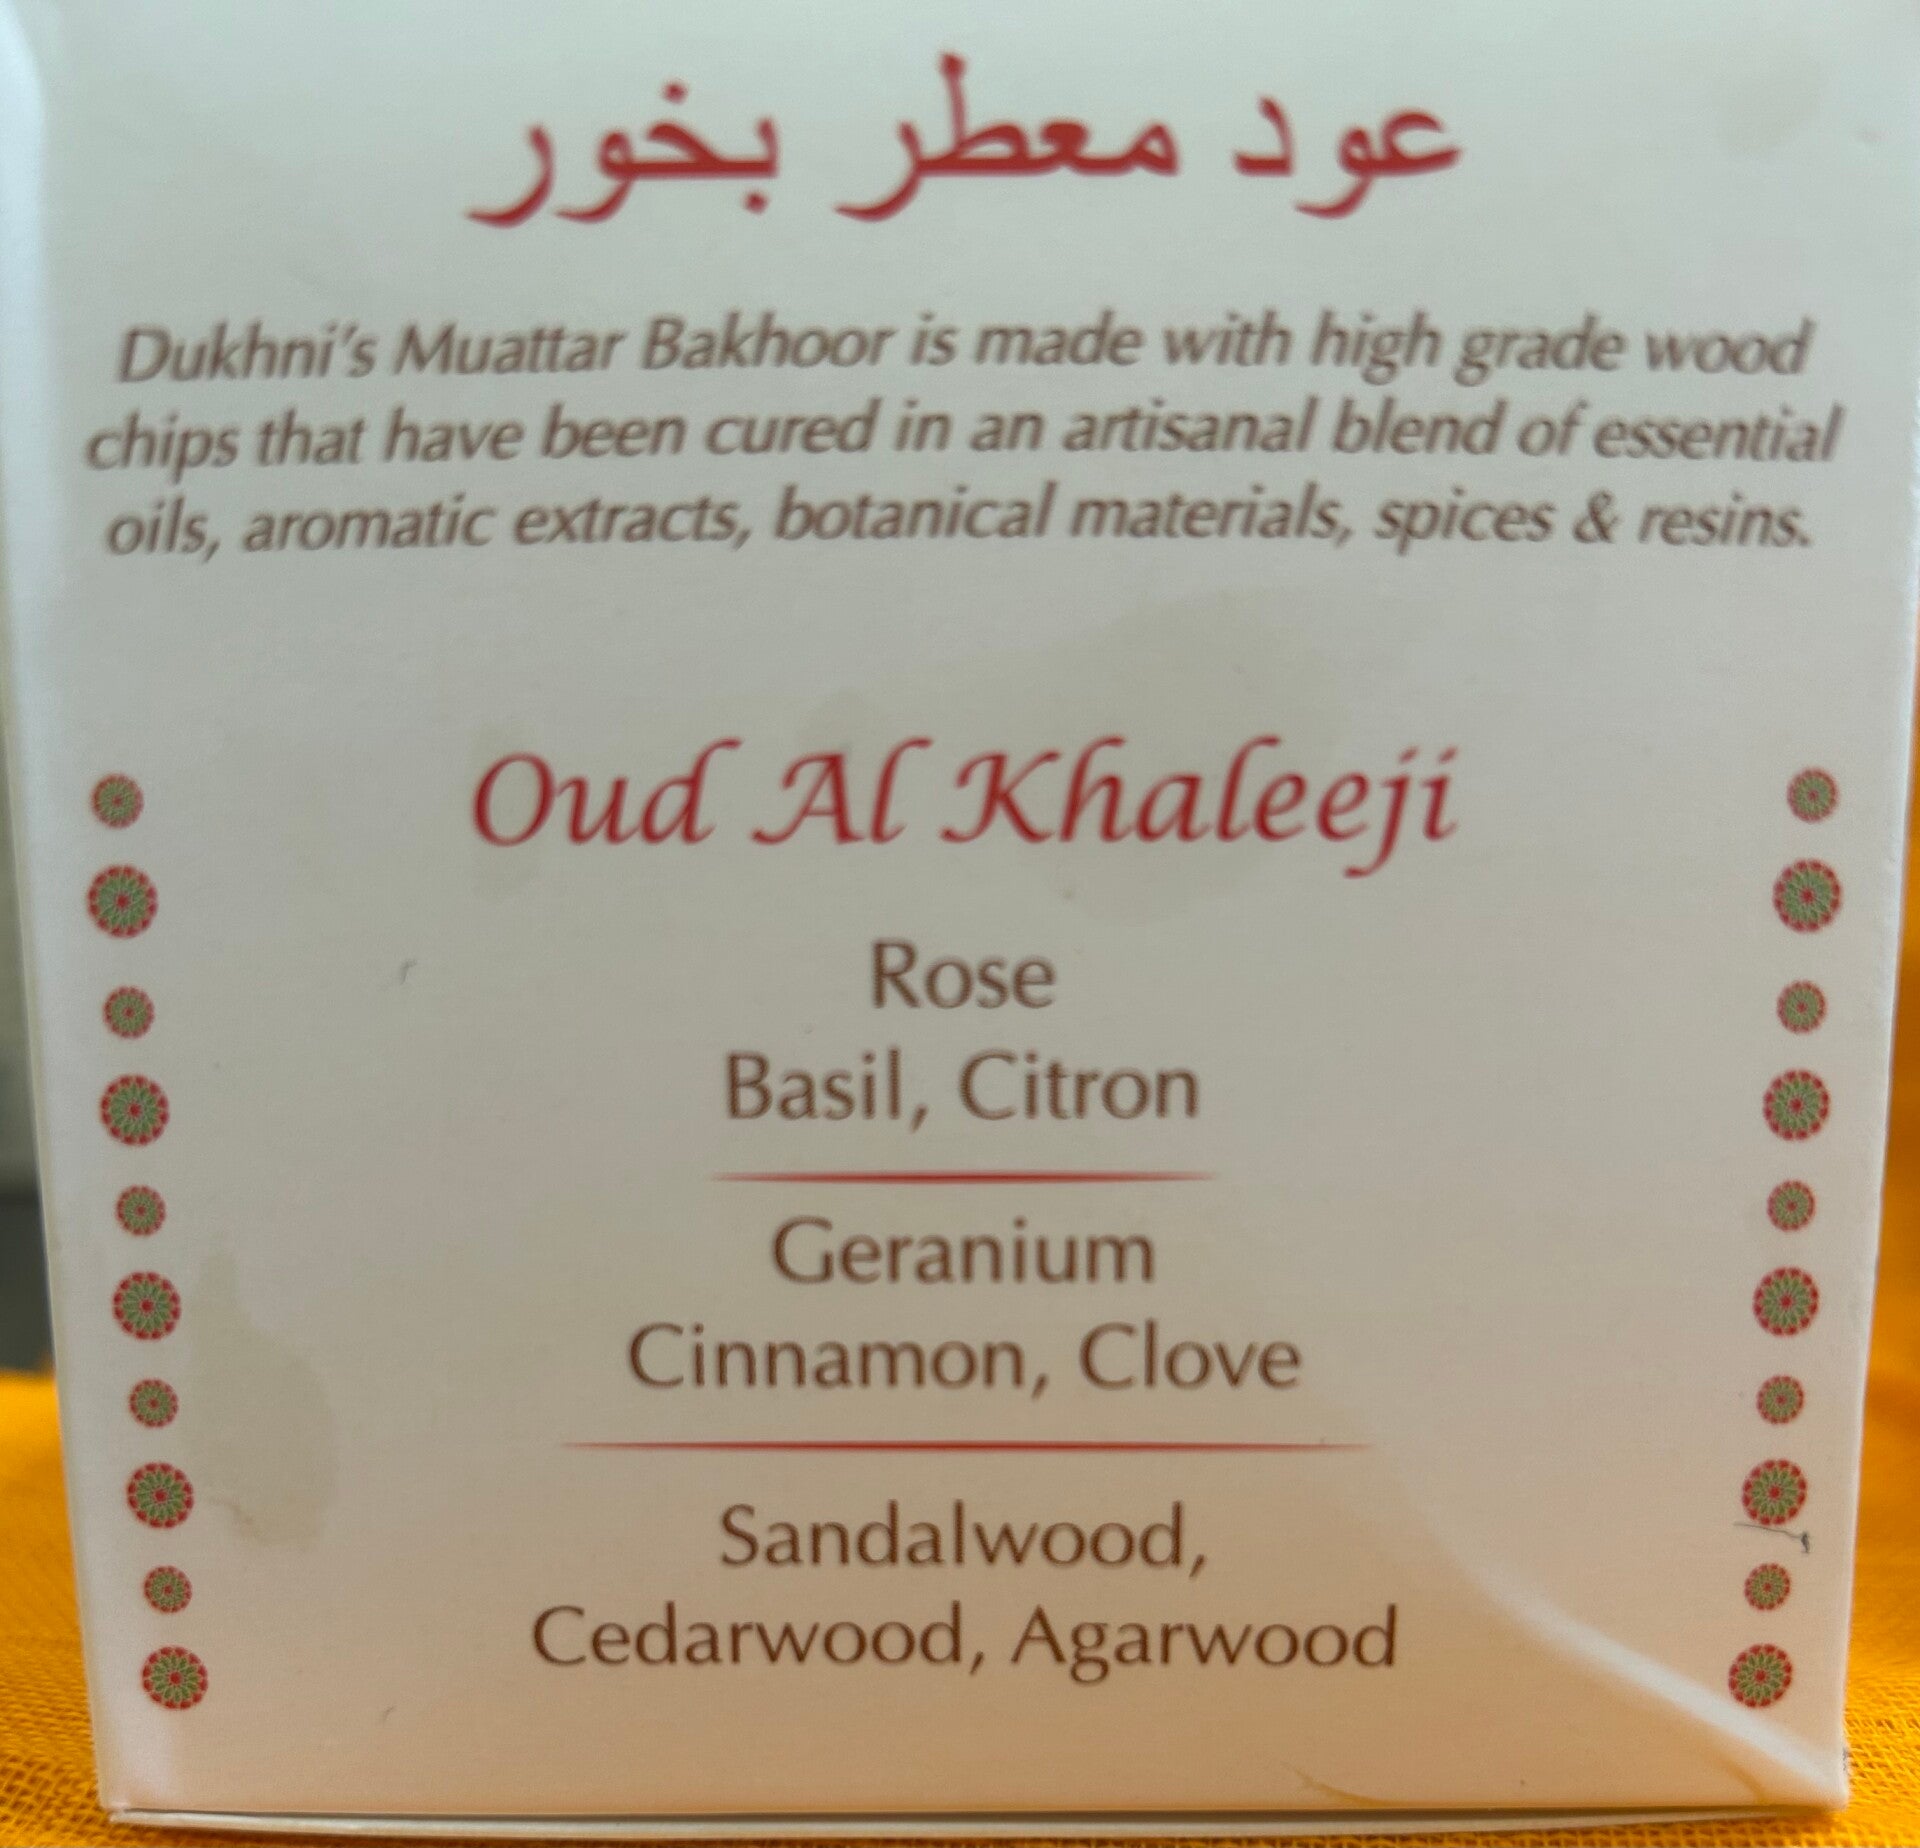 عود معطر بخور
Dukhni's Muattar Bakhoor is made with high grade wood
chips that have been cured in an artisanal blend of essential
oils, aromatic extracts, botanical materials, spices & resins.
Oud Al Khaleeji
Rose
Basil, Citron
Geranium
Cinnamon, Clove
Sandalwood,
Cedarwood, Agarwood